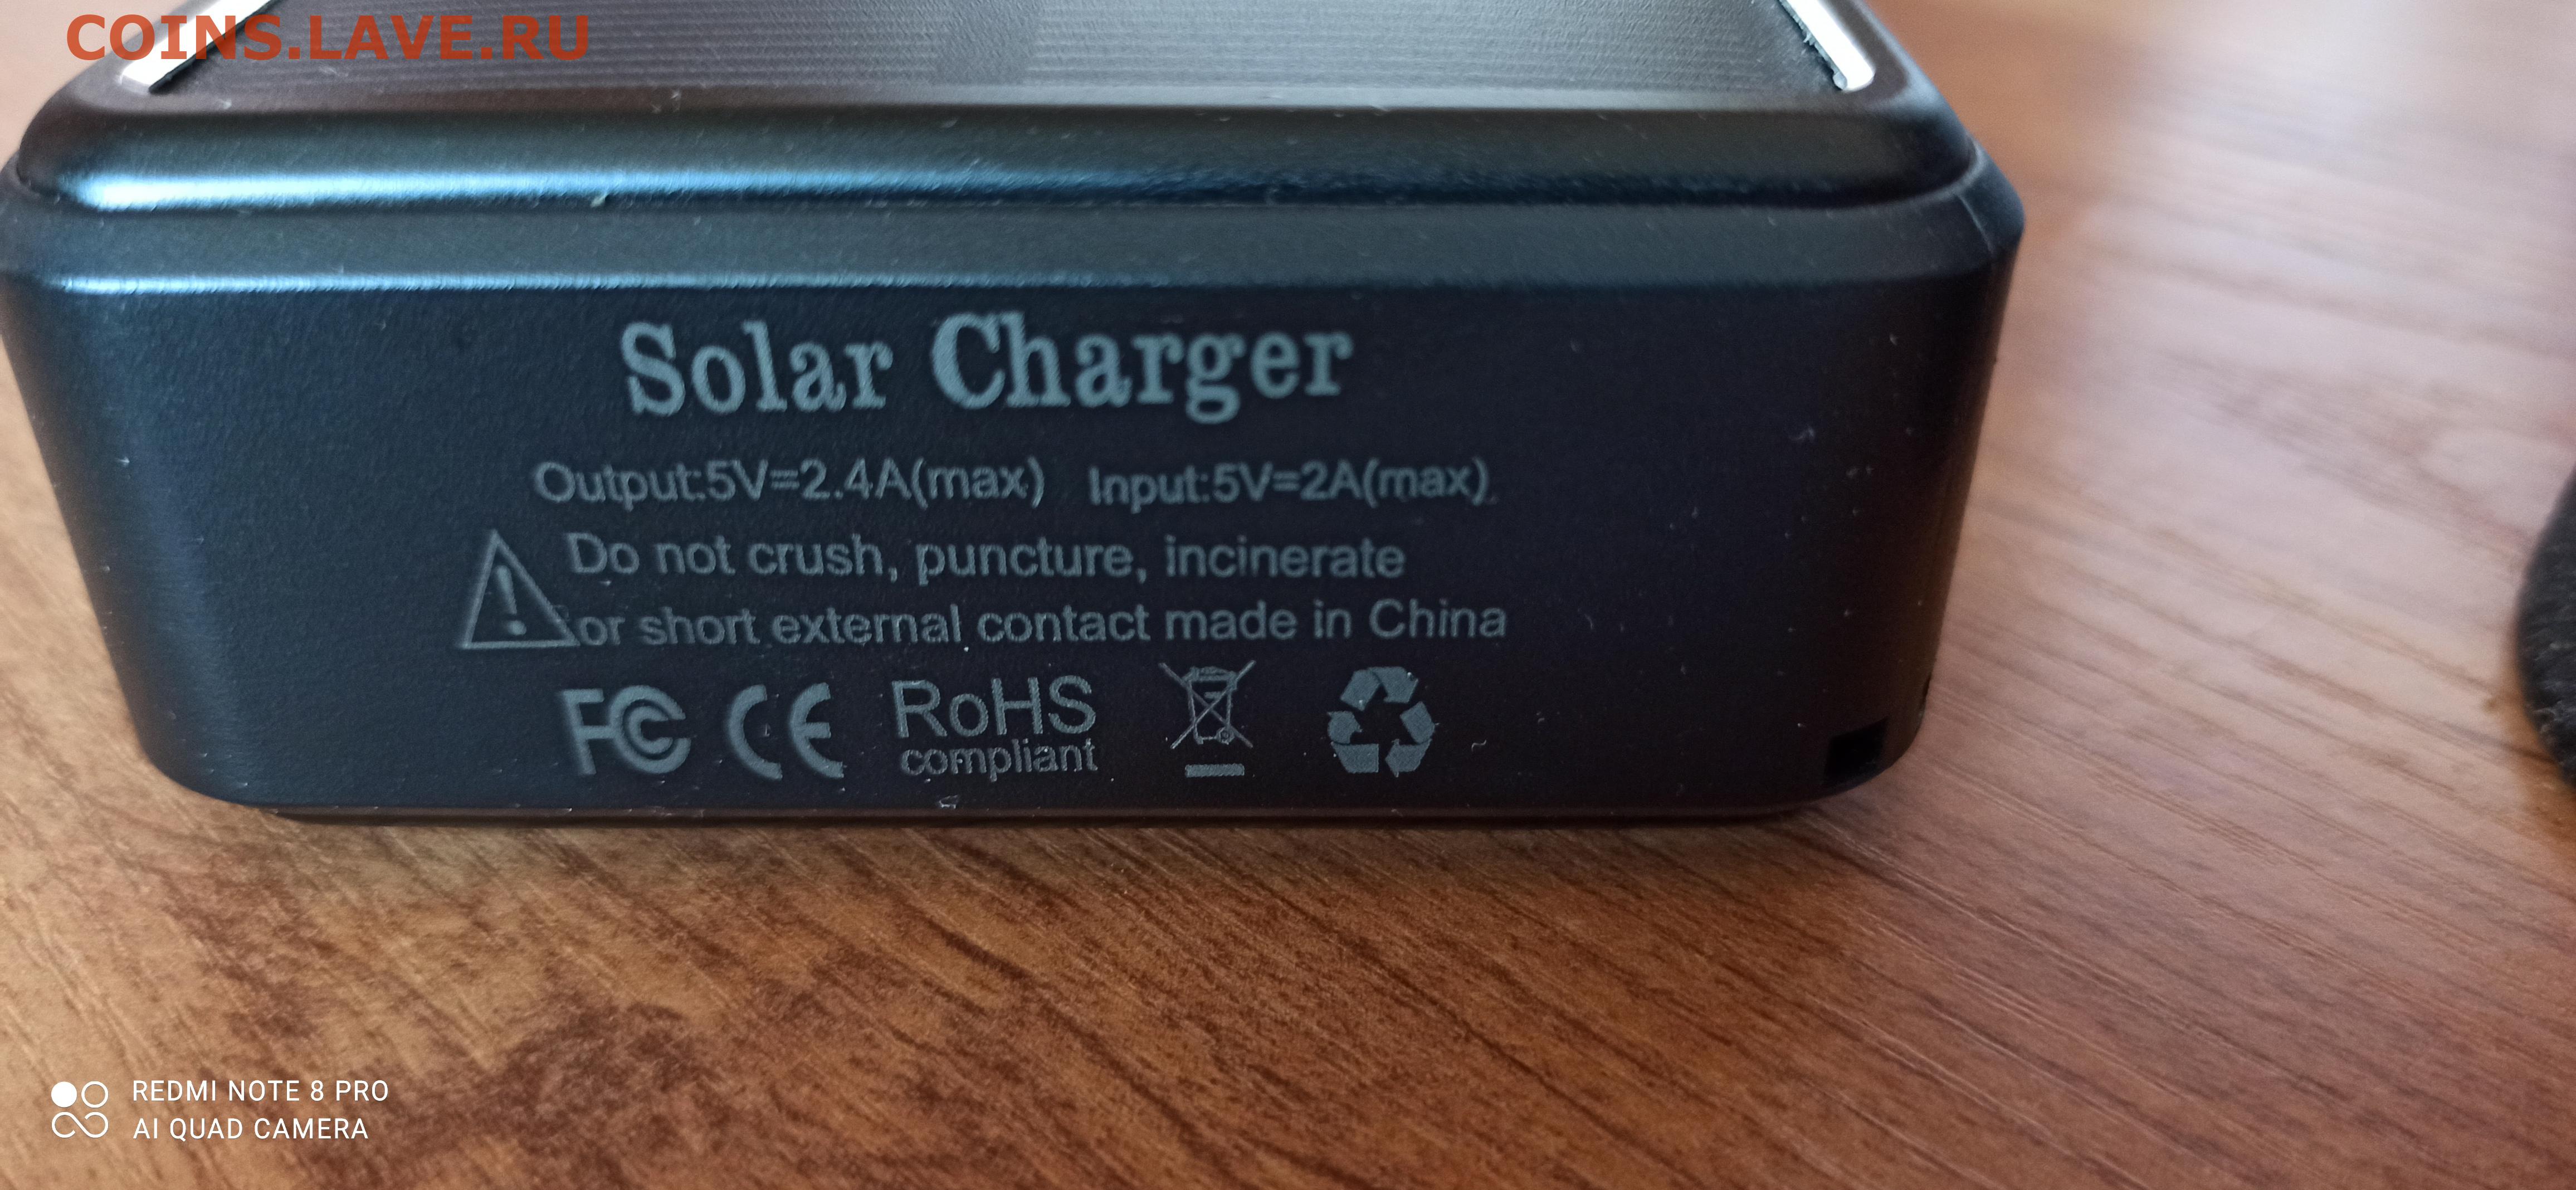 COINS.LAVE.RU
Solar Charger
Output:5V=2.4A(max) Input:5V=2A(max)
Do not crush, puncture, incinerate
or short external contact made in China
FC CE RoHS
compliant
REDMI NOTE 8 PRO
AI QUAD CAMERA